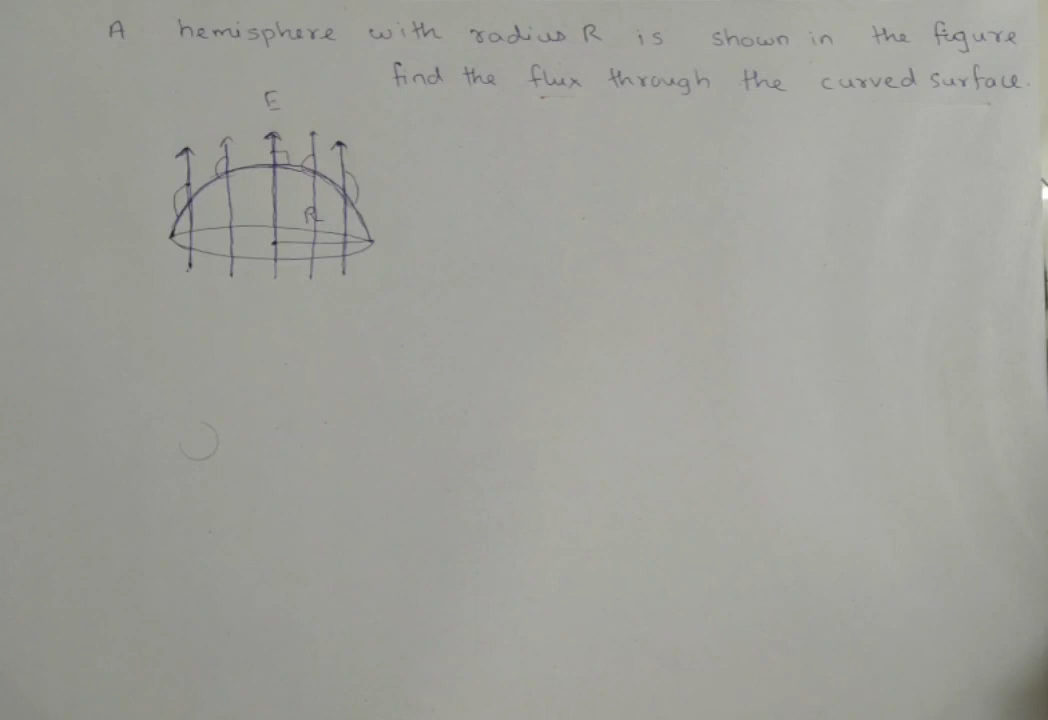 A hemisphere with radius R is shown in the figure
find the flux through the curved surface.
E
R